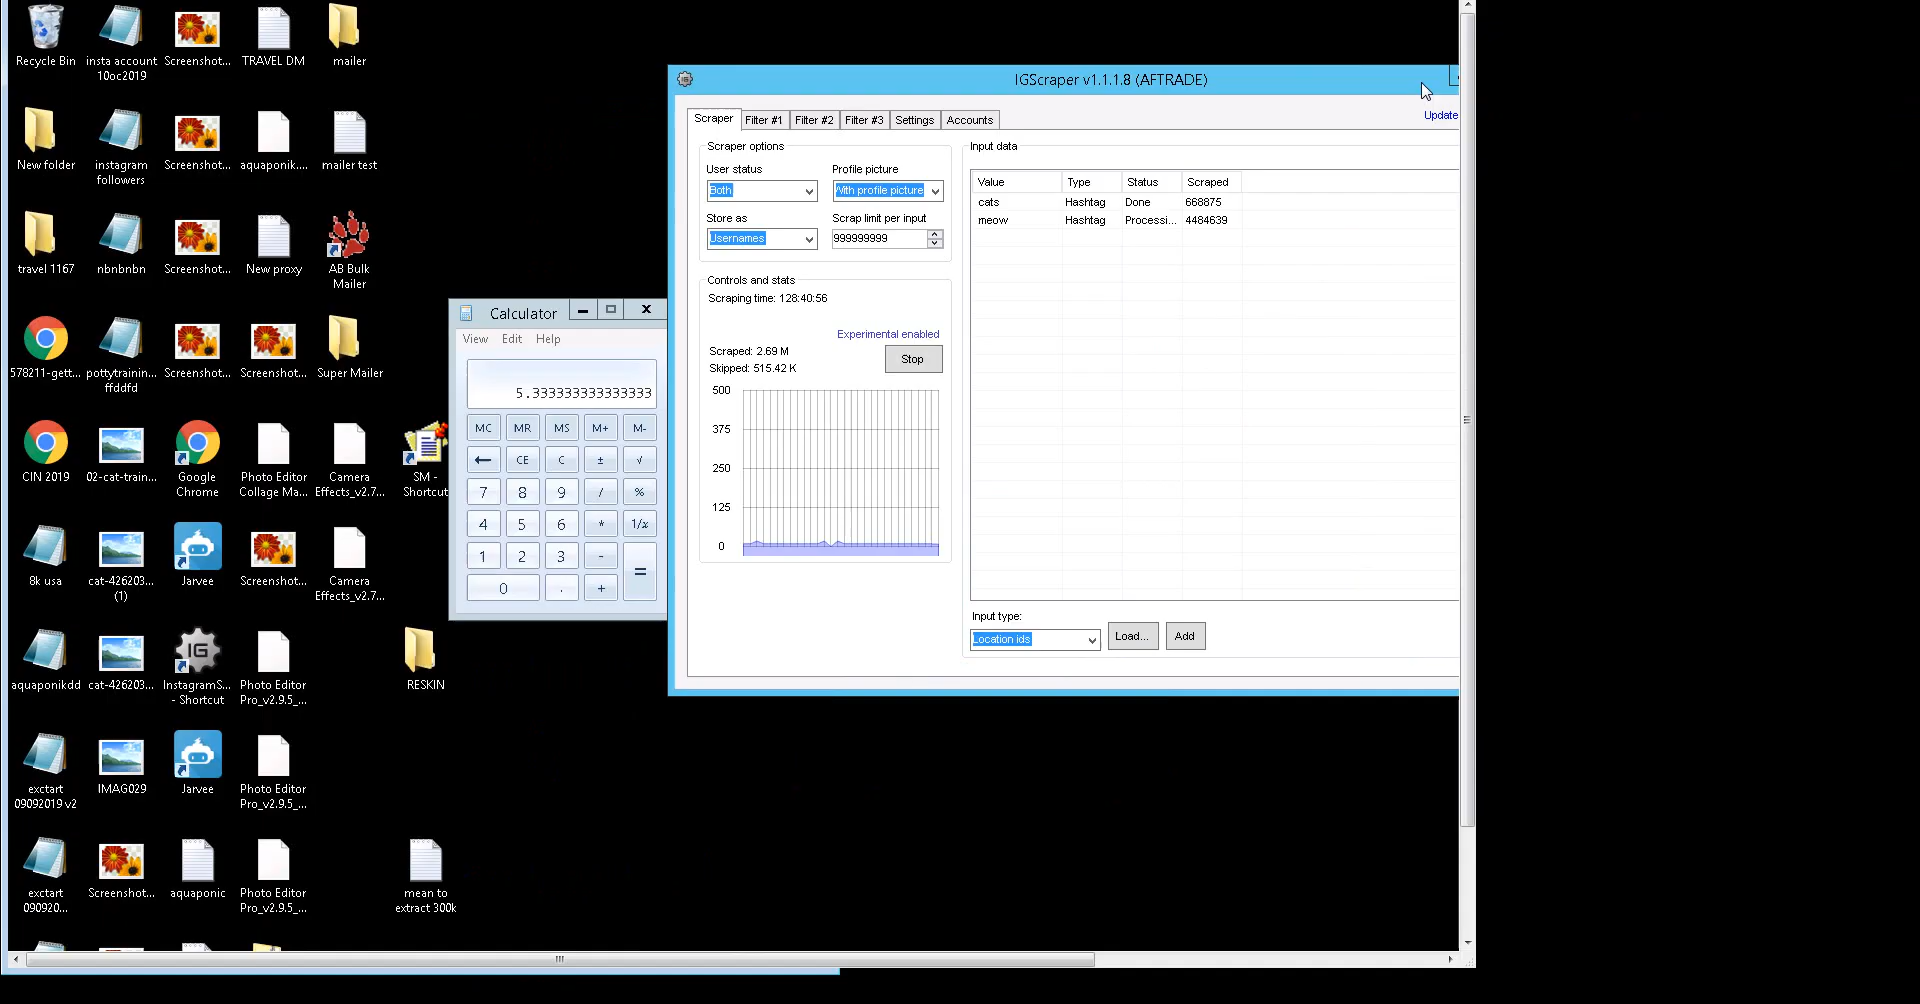 Recycle Bin
insta account
10oc2019
Screenshot...
TRAVEL DM
mailer
New folder
instagram
followers
Screenshot...
aquaponik....
mailer test
travel 1167
nbnbnbn
Screenshot...
New proxy
AB Bulk
Mailer
578211-gett...
pottytrainin...
ffddfd
Screenshot...
Screenshot...
Super Mailer
CIN 2019
02-cat-train...
Google
Chrome
Photo Editor
Collage Ma...
Camera
Effects_v2.7...
SM -
Shortcut
8k usa
cat-426203...
(1)
Jarvee
Screenshot...
Camera
Effects_v2.7...
aquaponikdd
cat-426203...
IG
InstagramS...
- Shortcut
Photo Editor
Pro_v2.9.5_...
RESKIN
exctart
09092019 v2
IMAG029
Jarvee
Photo Editor
Pro_v2.9.5_...
exctart
090920...
Screenshot...
aquaponic
Photo Editor
Pro_v2.9.5_...
mean to
extract 300k
Calculator
View Edit Help
5.333333333333333
MC MR MS M+ M-
← CE C ± √
7 8 9 / %
4 5 6 * 1/x
1 2 3 - =
0 . +
IGScraper v1.1.1.8 (AFTRADE)
Scraper Filter #1 Filter #2 Filter #3 Settings Accounts
Update
Scraper options
User status Profile picture
Both With profile picture
Store as Scrap limit per input
Usernames 999999999
Controls and stats
Scraping time: 128:40:56
Experimental enabled
Scraped: 2.69 M
Skipped: 515.42 K
Stop
500
375
250
125
0
Input data
Value Type Status Scraped
cats Hashtag Done 668875
meow Hashtag Processi... 4484639
Input type:
Location ids Load... Add